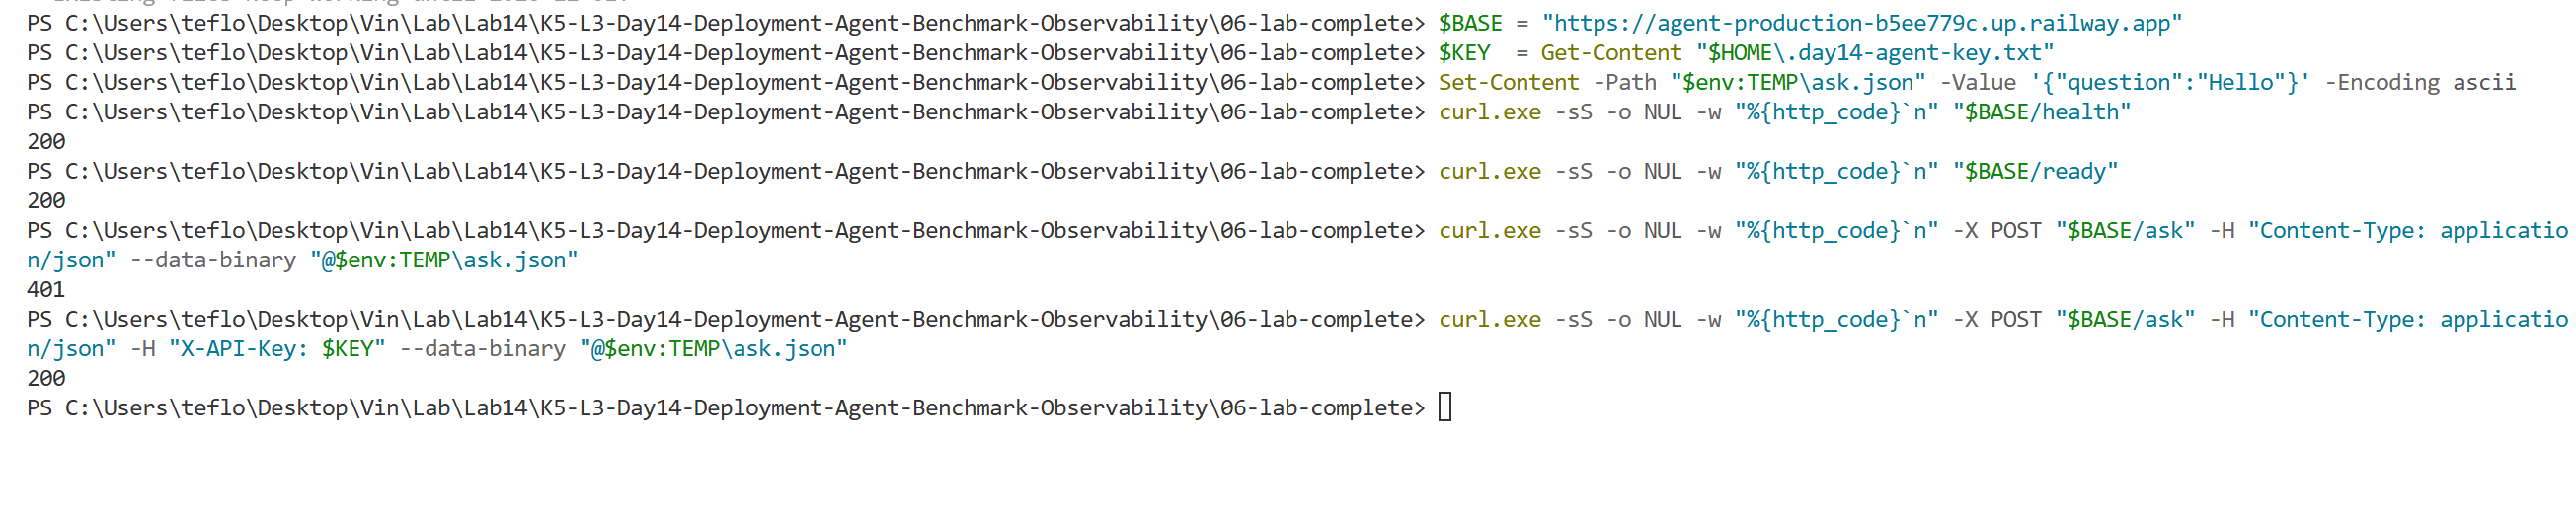 PS C:\Users\teflo\Desktop\Vin\Lab\Lab14\K5-L3-Day14-Deployment-Agent-Benchmark-Observability\06-lab-complete> $BASE = "https://agent-production-b5ee779c.up.railway.app"
PS C:\Users\teflo\Desktop\Vin\Lab\Lab14\K5-L3-Day14-Deployment-Agent-Benchmark-Observability\06-lab-complete> $KEY  = Get-Content "$HOME\.day14-agent-key.txt"
PS C:\Users\teflo\Desktop\Vin\Lab\Lab14\K5-L3-Day14-Deployment-Agent-Benchmark-Observability\06-lab-complete> Set-Content -Path "$env:TEMP\ask.json" -Value '{"question":"Hello"}' -Encoding ascii
PS C:\Users\teflo\Desktop\Vin\Lab\Lab14\K5-L3-Day14-Deployment-Agent-Benchmark-Observability\06-lab-complete> curl.exe -sS -o NUL -w "%{http_code}`n" "$BASE/health"
200
PS C:\Users\teflo\Desktop\Vin\Lab\Lab14\K5-L3-Day14-Deployment-Agent-Benchmark-Observability\06-lab-complete> curl.exe -sS -o NUL -w "%{http_code}`n" "$BASE/ready"
200
PS C:\Users\teflo\Desktop\Vin\Lab\Lab14\K5-L3-Day14-Deployment-Agent-Benchmark-Observability\06-lab-complete> curl.exe -sS -o NUL -w "%{http_code}`n" -X POST "$BASE/ask" -H "Content-Type: applicatio
n/json" --data-binary "@$env:TEMP\ask.json"
401
PS C:\Users\teflo\Desktop\Vin\Lab\Lab14\K5-L3-Day14-Deployment-Agent-Benchmark-Observability\06-lab-complete> curl.exe -sS -o NUL -w "%{http_code}`n" -X POST "$BASE/ask" -H "Content-Type: applicatio
n/json" -H "X-API-Key: $KEY" --data-binary "@$env:TEMP\ask.json"
200
PS C:\Users\teflo\Desktop\Vin\Lab\Lab14\K5-L3-Day14-Deployment-Agent-Benchmark-Observability\06-lab-complete>